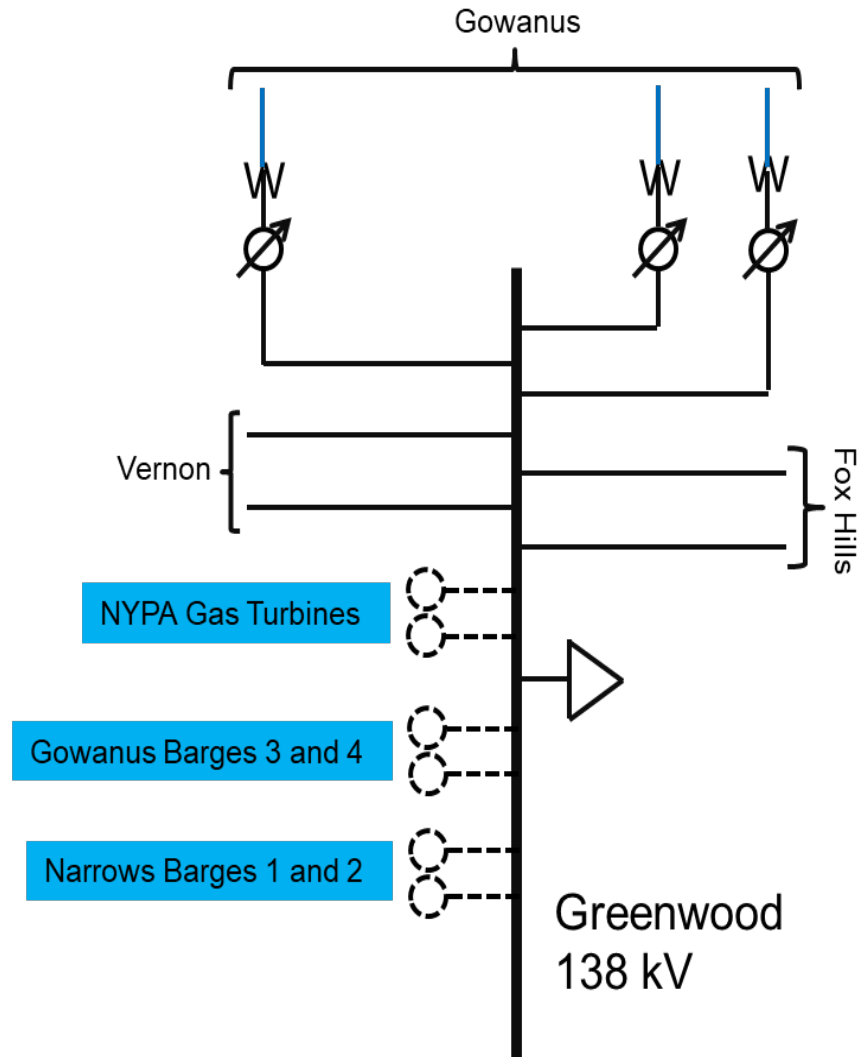 Gowanus
Vernon
Fox Hills
NYPA Gas Turbines
Gowanus Barges 3 and 4
Narrows Barges 1 and 2
Greenwood
138 kV